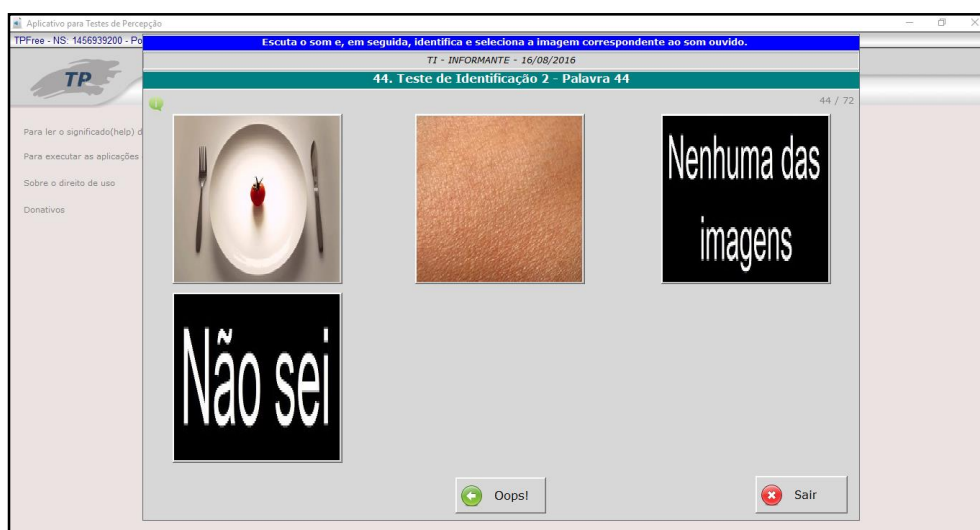 Aplicativo para Testes de Percepção
TPFree - NS: 1456939200 - Po
Escuta o som e, em seguida, identifica e seleciona a imagem correspondente ao som ouvido.
TI - INFORMANTE - 16/08/2016
44. Teste de Identificação 2 - Palavra 44
TP
44 / 72
Para ler o significado(help) d
Para executar as aplicações
Sobre o direito de uso
Donativos
Nenhuma das
imagens
Não sei
Oops!
Sair